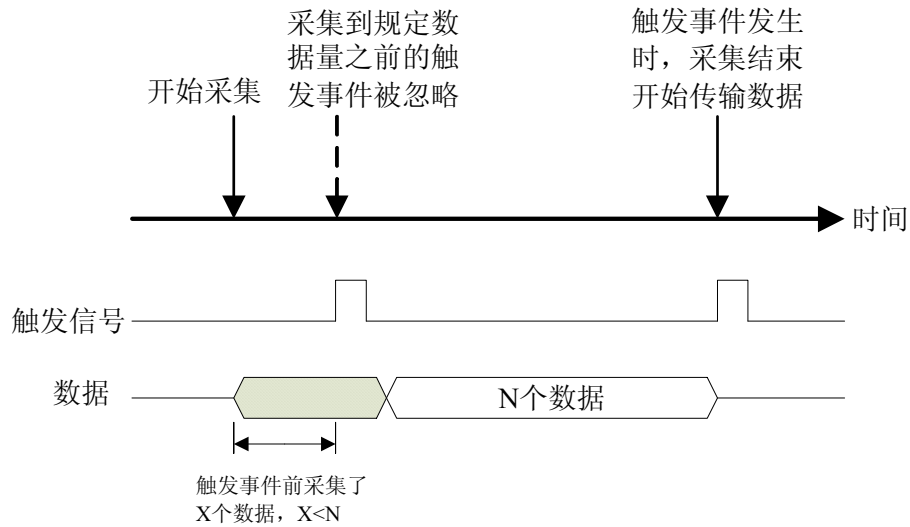 开始采集
采集到规定数
据量之前的触
发事件被忽略
触发事件发生
时，采集结束
开始传输数据
时间
触发信号
数据
N个数据
触发事件前采集了
X个数据，X<N